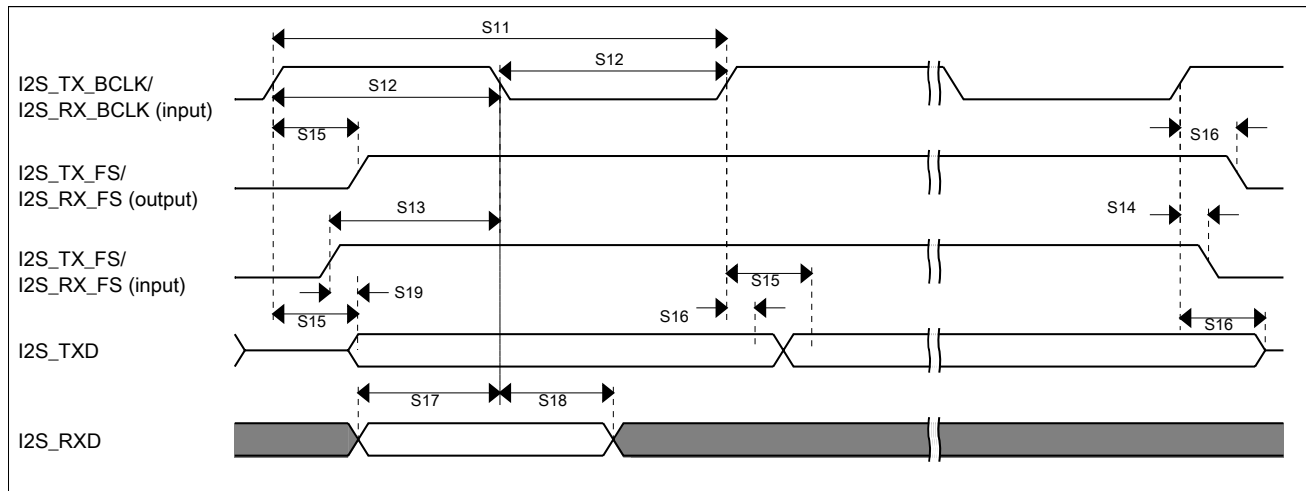 S11
S12
I2S_TX_BCLK/
I2S_RX_BCLK (input)
S12
S15
S16
I2S_TX_FS/
I2S_RX_FS (output)
S13
S14
I2S_TX_FS/
I2S_RX_FS (input)
S15
S19
S15
S16
S16
I2S_TXD
S17
S18
I2S_RXD